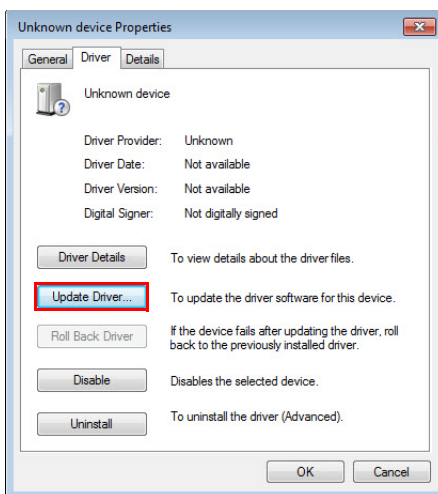 Unknown device Properties
General Driver Details
Unknown device
Driver Provider: Unknown
Driver Date: Not available
Driver Version: Not available
Digital Signer: Not digitally signed
Driver Details To view details about the driver files.
Update Driver... To update the driver software for this device.
Roll Back Driver If the device fails after updating the driver, roll
back to the previously installed driver.
Disable Disables the selected device.
Uninstall To uninstall the driver (Advanced).
OK Cancel